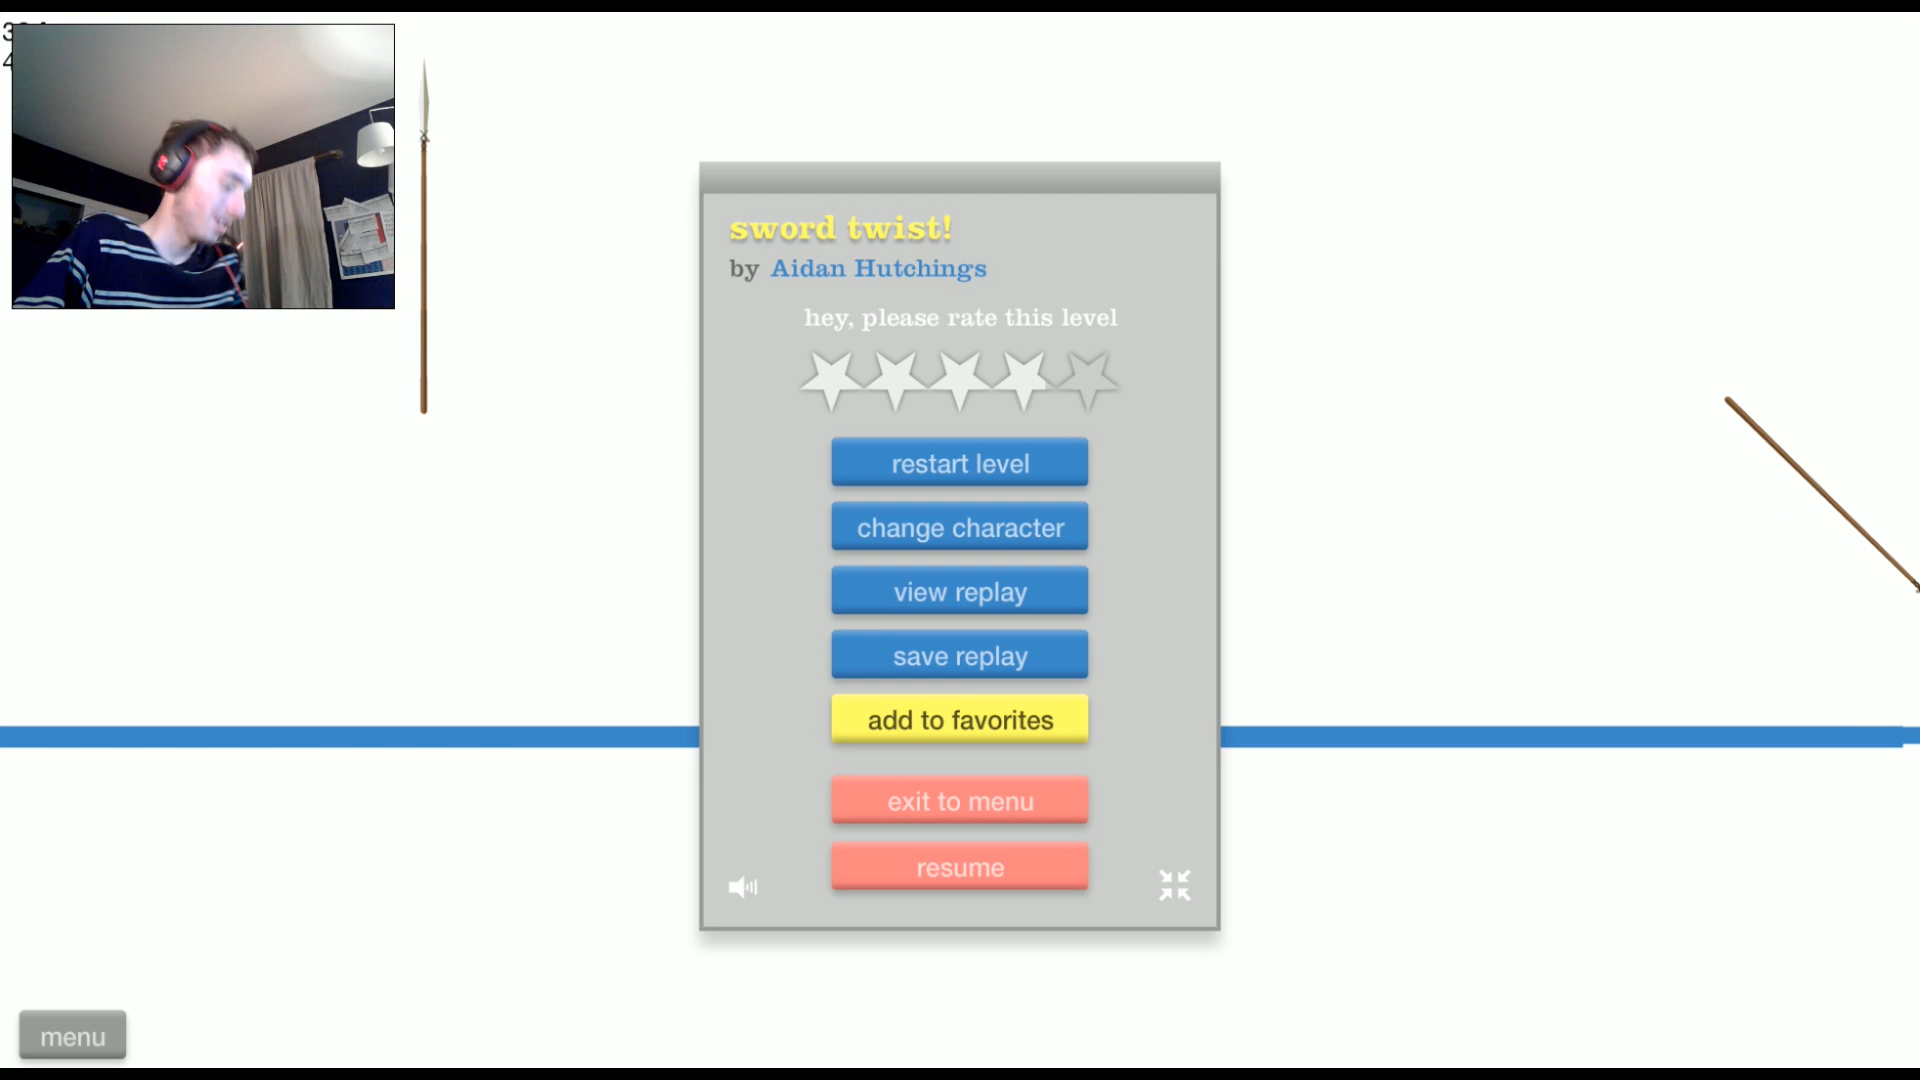 sword twist!
by Aidan Hutchings
hey, please rate this level
restart level
change character
view replay
save replay
add to favorites
exit to menu
resume
menu